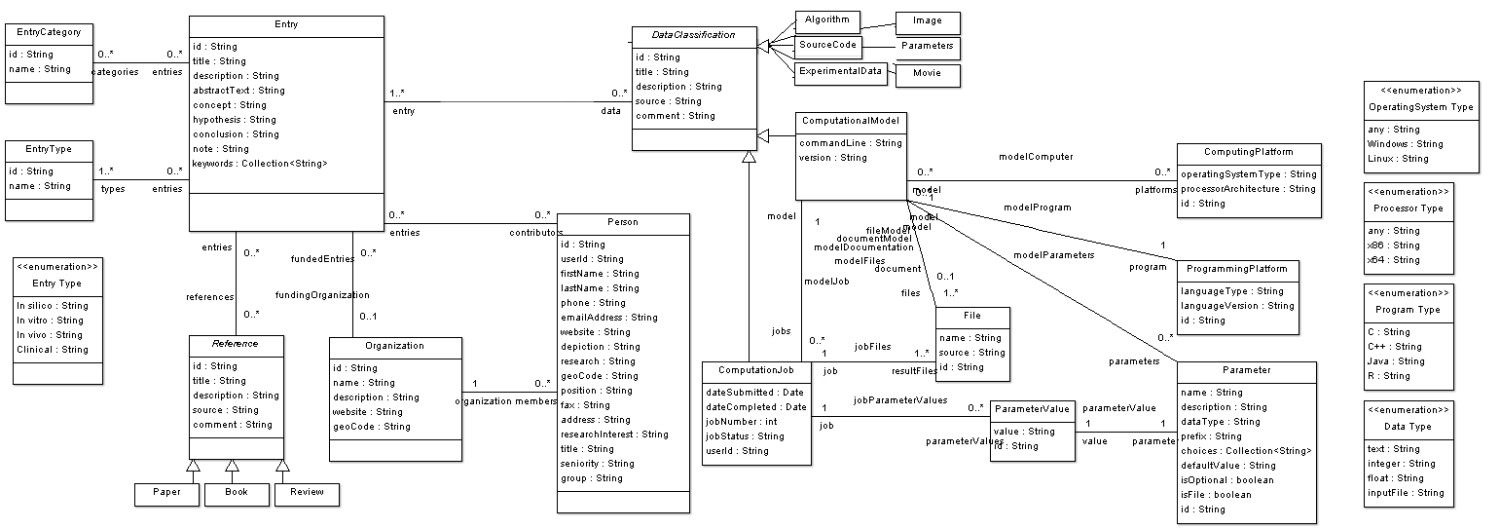 EntryCategory
id : String
name : String
0..*
0..*
categories
entries
EntryType
id : String
name : String
1..*
0..*
types
entries
<<enumeration>>
Entry Type
In silico : String
In vitro : String
In vivo : String
Clinical : String
Entry
id : String
title : String
description : String
abstractText : String
concept : String
hypothesis : String
conclusion : String
note : String
keywords : Collection<String>
1..*
0..*
entry
data
0..*
0..*
entries
contributors
entries
0..*
references
0..*
fundedEntries
0..*
fundingOrganization
0..1
Reference
id : String
title : String
description : String
source : String
comment : String
Paper
Book
Review
Organization
id : String
name : String
description : String
website : String
geoCode : String
1
0..*
organization
members
Person
id : String
userId : String
firstName : String
lastName : String
phone : String
emailAddress : String
website : String
depiction : String
research : String
geoCode : String
position : String
fax : String
address : String
researchInterest : String
title : String
seniority : String
group : String
DataClassification
id : String
title : String
description : String
source : String
comment : String
Algorithm
Image
SourceCode
Parameters
ExperimentalData
Movie
ComputationalModel
commandLine : String
version : String
modelComputer
0..*
0..*
model
platforms
0..1
modelProgram
model
model
1
program
modelParameters
0..*
parameters
model
1
fileModel
documentModel
modelDocumentation
modelFiles
document
0..1
modelJob
files
1..*
jobs
0..*
File
name : String
source : String
id : String
1
jobFiles
1..*
job
resultFiles
ComputationJob
dateSubmitted : Date
dateCompleted : Date
jobNumber : int
jobStatus : String
userId : String
1
jobParameterValues
0..*
job
parameterValues
ParameterValue
value : String
id : String
parameterValue
1
1
value
parameter
ComputingPlatform
operatingSystemType : String
processorArchitecture : String
id : String
ProgrammingPlatform
languageType : String
languageVersion : String
id : String
Parameter
name : String
description : String
dataType : String
prefix : String
choices : Collection<String>
defaultValue : String
isOptional : boolean
isFile : boolean
id : String
<<enumeration>>
OperatingSystem Type
any : String
Windows : String
Linux : String
<<enumeration>>
Processor Type
any : String
x86 : String
x64 : String
<<enumeration>>
Program Type
C : String
C++ : String
Java : String
R : String
<<enumeration>>
Data Type
text : String
integer : String
float : String
inputFile : String